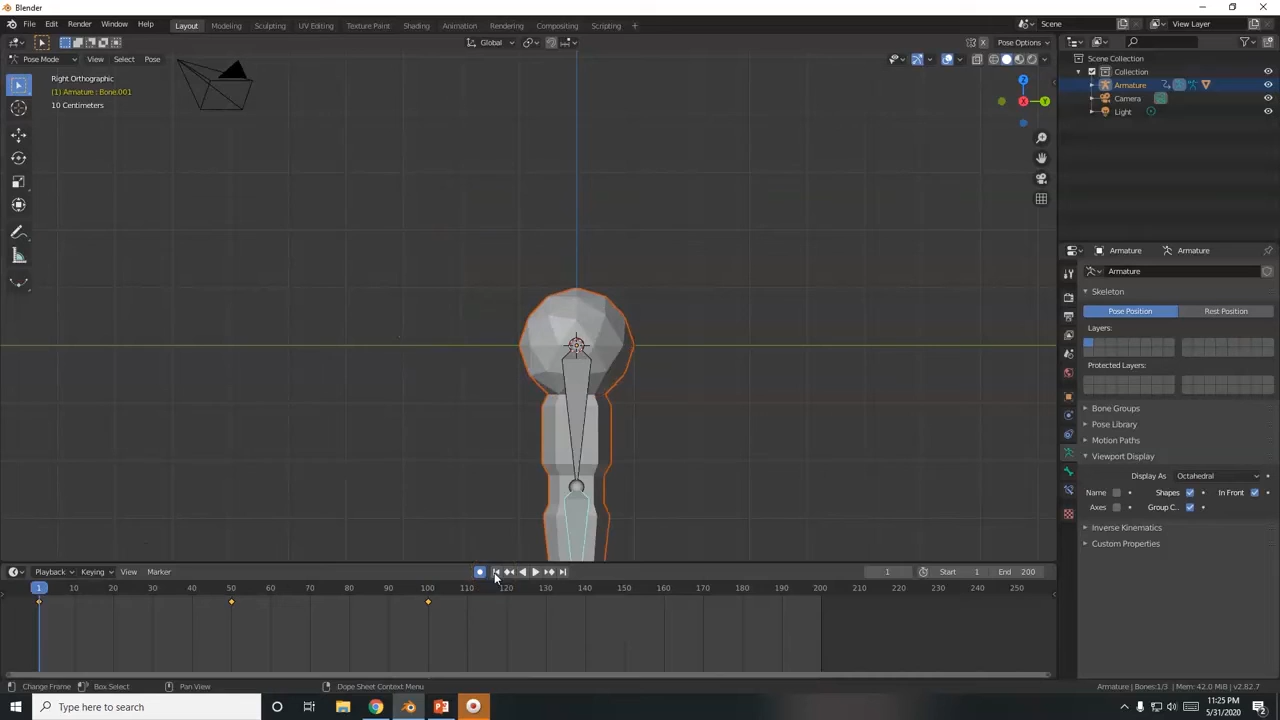 Blender
File Edit Render Window Help Layout Modeling Sculpting UV Editing Texture Paint Shading Animation Rendering Compositing Scripting + Scene View Layer
Global Pose Options
Pose Mode View Select Pose
Right Orthographic
(1) Armature : Bone.001
10 Centimeters
Z
X Y
Scene Collection
Collection
Armature
Camera
Light
Armature Armature
Armature
Skeleton
Pose Position Rest Position
Layers:
Protected Layers:
Bone Groups
Pose Library
Motion Paths
Viewport Display
Display As Octahedral
Name Shapes In Front
Axes Group C...
Inverse Kinematics
Custom Properties
Playback Keying View Marker 1 Start 1 End 200
1 10 20 30 40 50 60 70 80 90 100 110 120 130 140 150 160 170 180 190 200 210 220 230 240 250
Change Frame Box Select Pan View Dope Sheet Context Menu Armature | Bones:1/3 | Mem: 42.0 MiB | v2.82.7
Type here to search
11:25 PM
5/31/2020
2